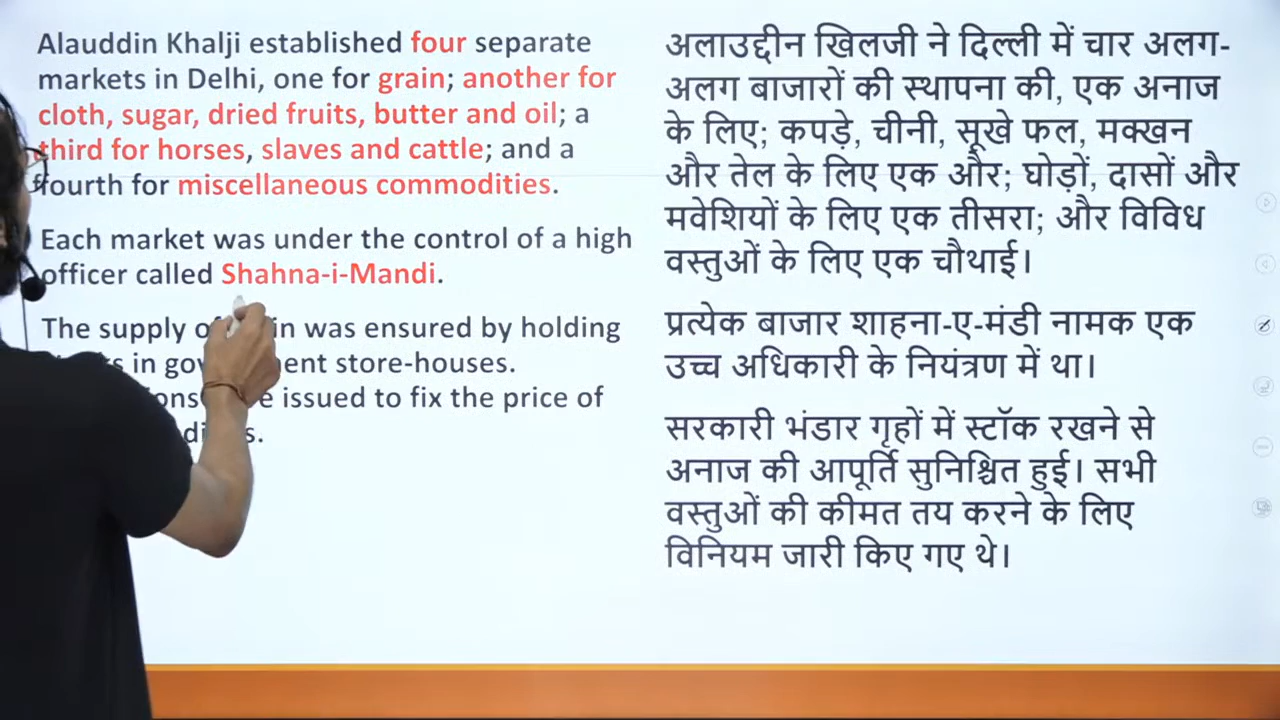 Alauddin Khalji established four separate
markets in Delhi, one for grain; another for
cloth, sugar, dried fruits, butter and oil; a
third for horses, slaves and cattle; and a
fourth for miscellaneous commodities.
Each market was under the control of a high
officer called Shahna-i-Mandi.
The supply in was ensured by holding
in store-houses.
issued to fix the price of
अलाउद्दीन खिलजी ने दिल्ली में चार अलग-
अलग बाजारों की स्थापना की, एक अनाज
के लिए; कपड़े, चीनी, सूखे फल, मक्खन
और तेल के लिए एक और; घोड़ों, दासों और
मवेशियों के लिए एक तीसरा; और विविध
वस्तुओं के लिए एक चौथाई।
प्रत्येक बाजार शाहना-ए-मंडी नामक एक
उच्च अधिकारी के नियंत्रण में था।
सरकारी भंडार गृहों में स्टॉक रखने से
अनाज की आपूर्ति सुनिश्चित हुई। सभी
वस्तुओं की कीमत तय करने के लिए
विनियम जारी किए गए थे।